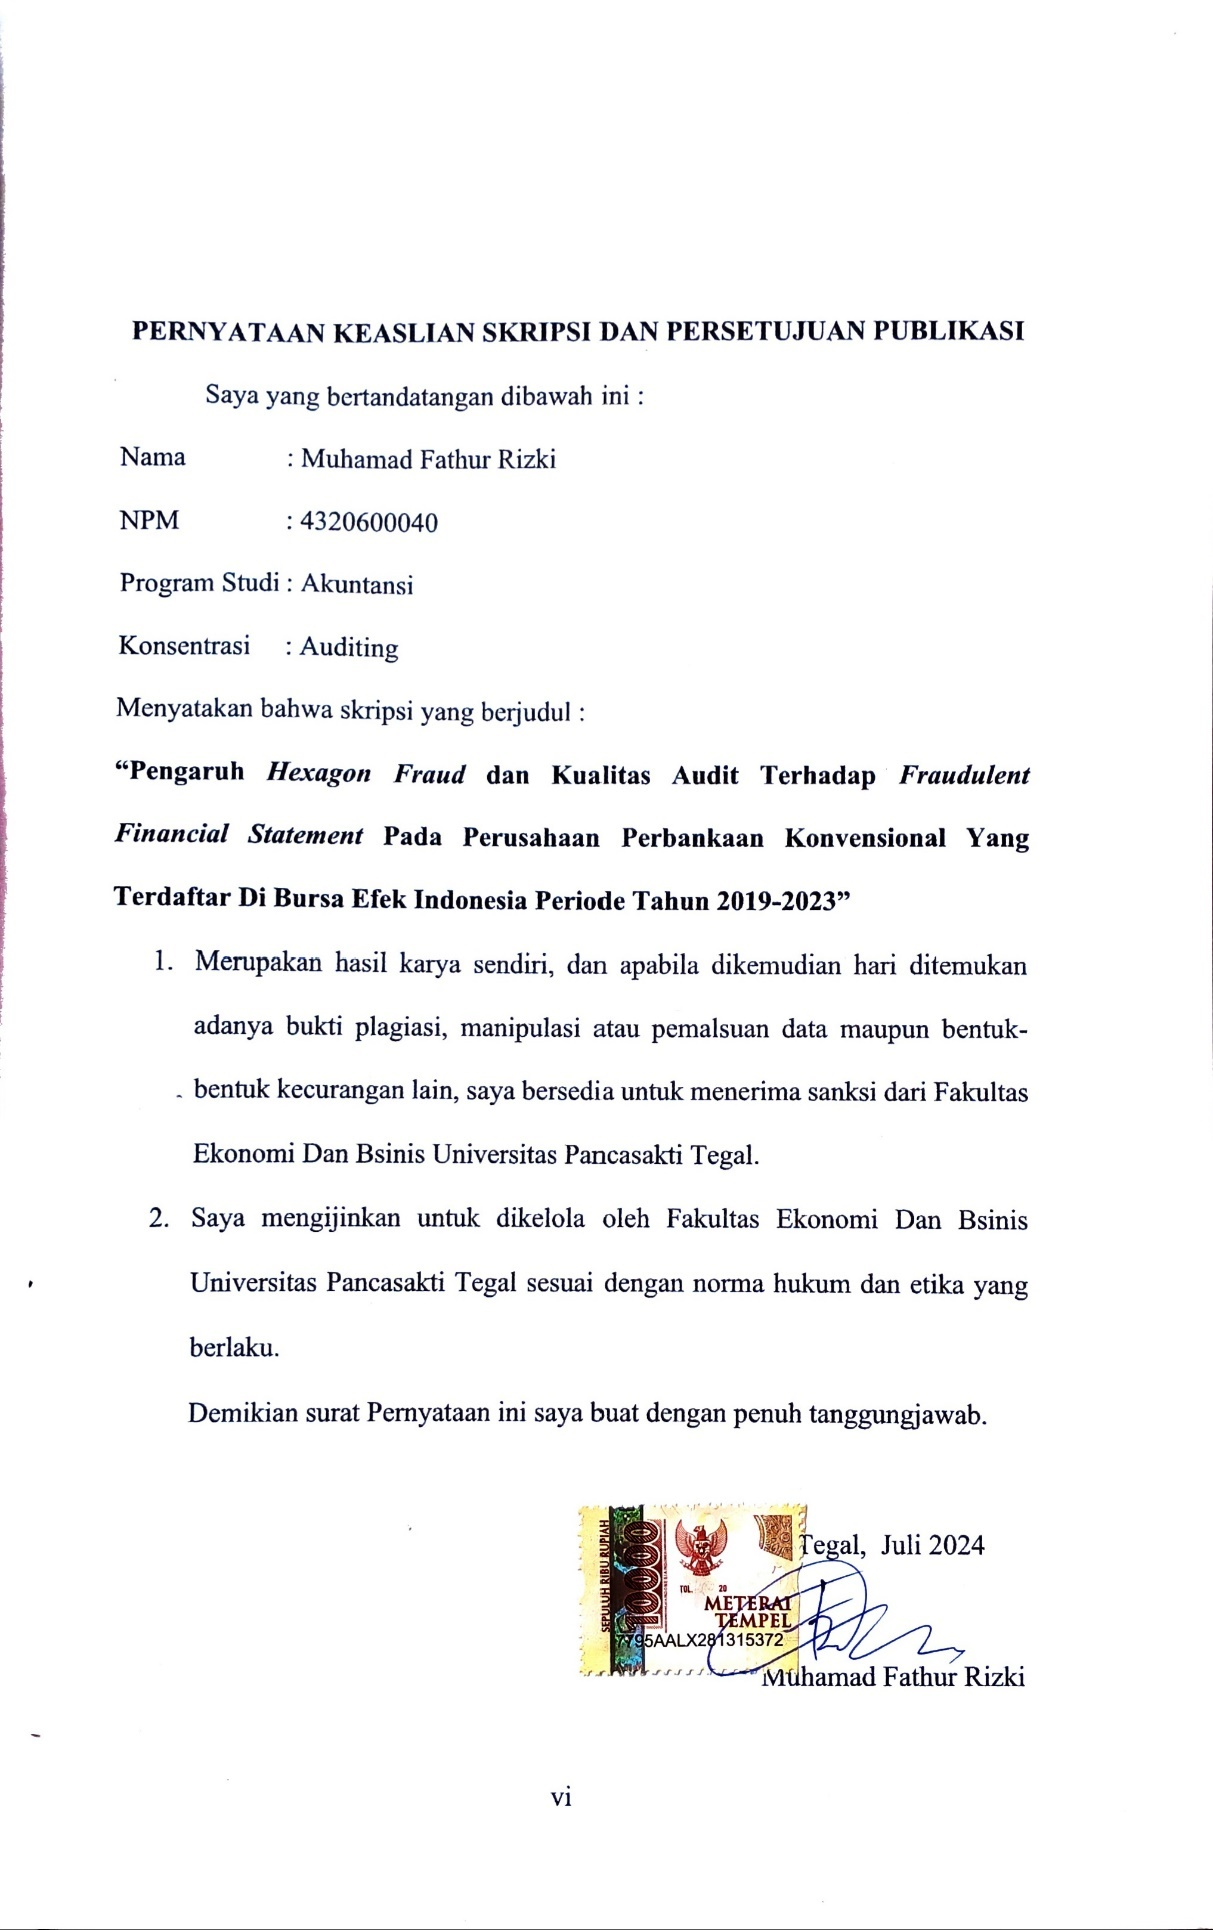 PERNYATAAN KEASLIAN SKRIPSI DAN PERSETUJUAN PUBLIKASI
Saya yang bertandatangan dibawah ini :
Nama : Muhamad Fathur Rizki
NPM : 4320600040
Program Studi : Akuntansi
Konsentrasi : Auditing
Menyatakan bahwa skripsi yang berjudul :
“Pengaruh Hexagon Fraud dan Kualitas Audit Terhadap Fraudulent
Financial Statement Pada Perusahaan Perbankaan Konvensional Yang
Terdaftar Di Bursa Efek Indonesia Periode Tahun 2019-2023”
1. Merupakan hasil karya sendiri, dan apabila dikemudian hari ditemukan
adanya bukti plagiasi, manipulasi atau pemalsuan data maupun bentuk-
bentuk kecurangan lain, saya bersedia untuk menerima sanksi dari Fakultas
Ekonomi Dan Bsinis Universitas Pancasakti Tegal.
2. Saya mengijinkan untuk dikelola oleh Fakultas Ekonomi Dan Bsinis
Universitas Pancasakti Tegal sesuai dengan norma hukum dan etika yang
berlaku.
Demikian surat Pernyataan ini saya buat dengan penuh tanggungjawab.
Tegal, Juli 2024
SEPULUH RIBU RUPIAH
10000
TGL. 20
METERAI
TEMPEL
7795AALX281315372
Muhamad Fathur Rizki
vi